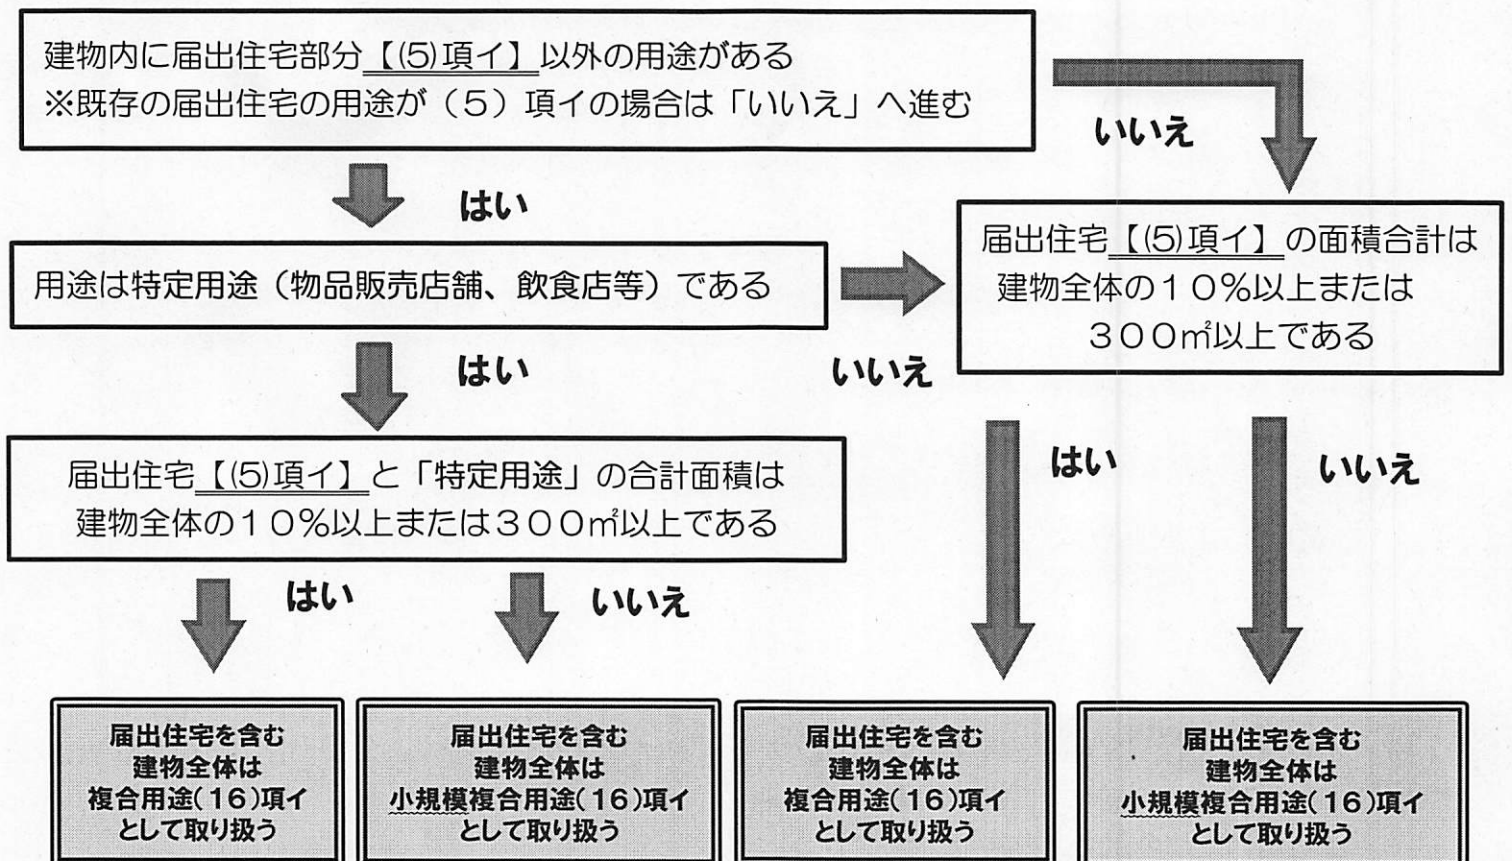 建物内に届出住宅部分【(5)項イ】以外の用途がある
※既存の届出住宅の用途が（5）項イの場合は「いいえ」へ進む
いいえ
はい
用途は特定用途（物品販売店舗、飲食店等）である
届出住宅【(5)項イ】の面積合計は
建物全体の１０％以上または
３００㎡以上である
はい
いいえ
届出住宅【(5)項イ】と「特定用途」の合計面積は
建物全体の１０％以上または３００㎡以上である
はい
いいえ
はい
いいえ
届出住宅を含む
建物全体は
複合用途(16)項イ
として取り扱う
届出住宅を含む
建物全体は
小規模複合用途(16)項イ
として取り扱う
届出住宅を含む
建物全体は
複合用途(16)項イ
として取り扱う
届出住宅を含む
建物全体は
小規模複合用途(16)項イ
として取り扱う